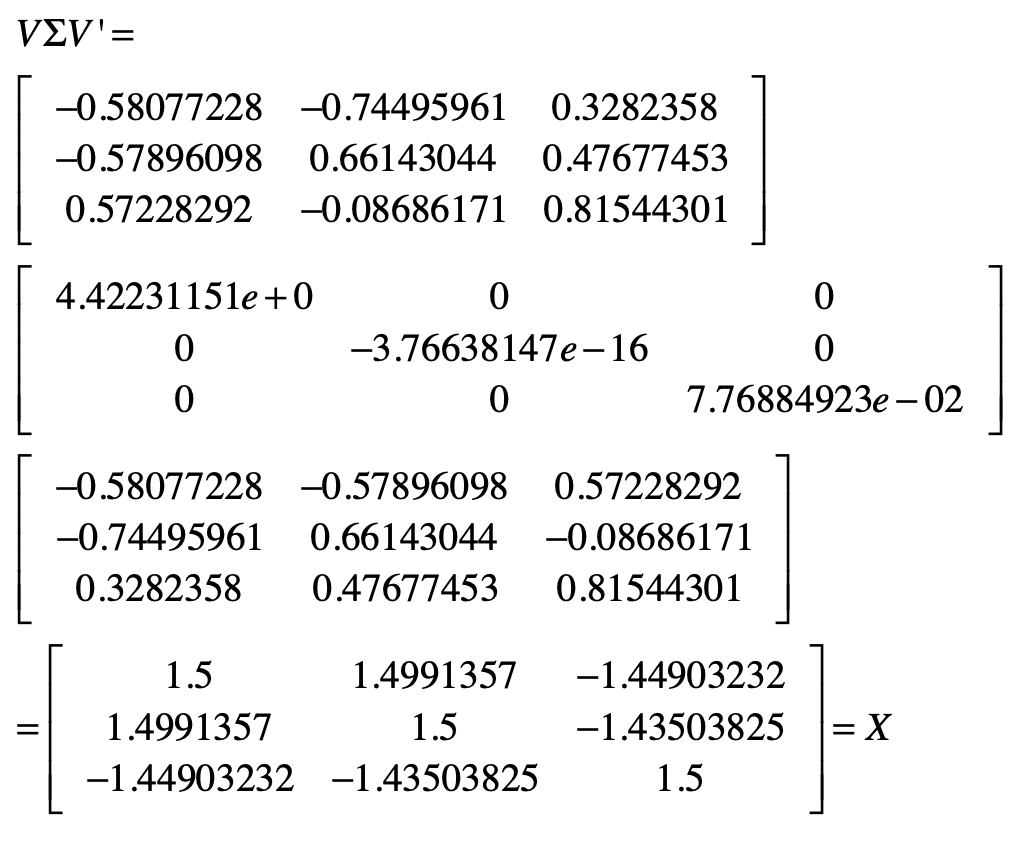 VΣV'=
−0.58077228 −0.74495961 0.3282358
−0.57896098 0.66143044 0.47677453
0.57228292 −0.08686171 0.81544301
4.42231151e+0 0 0
0 −3.76638147e−16 0
0 0 7.76884923e−02
−0.58077228 −0.57896098 0.57228292
−0.74495961 0.66143044 −0.08686171
0.3282358 0.47677453 0.81544301
1.5 1.4991357 −1.44903232
= 1.4991357 1.5 −1.43503825 = X
−1.44903232 −1.43503825 1.5